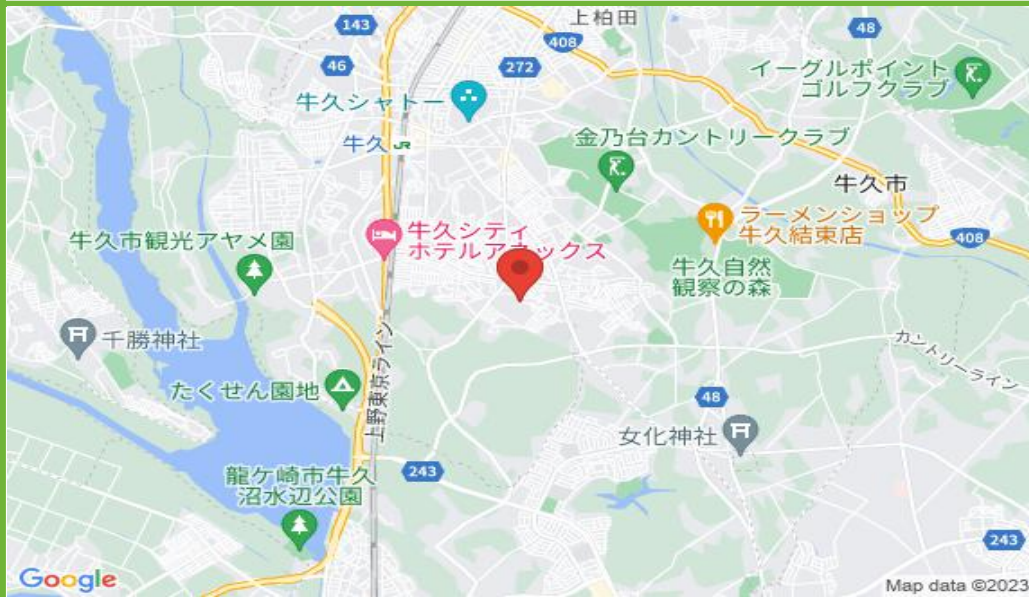 143
上柏田
408
48
46
272
イーグルポイント
ゴルフクラブ
牛久シャトー
金乃台カントリークラブ
牛久
JR
牛久市
ラーメンショップ
牛久結束店
408
牛久シティ
ホテルアネックス
牛久市観光アヤメ園
牛久自然
観察の森
千勝神社
上野東京ライン
カントリーライン
たくせん園地
48
女化神社
243
龍ケ崎市牛久
沼水辺公園
243
Google
Map data ©2023